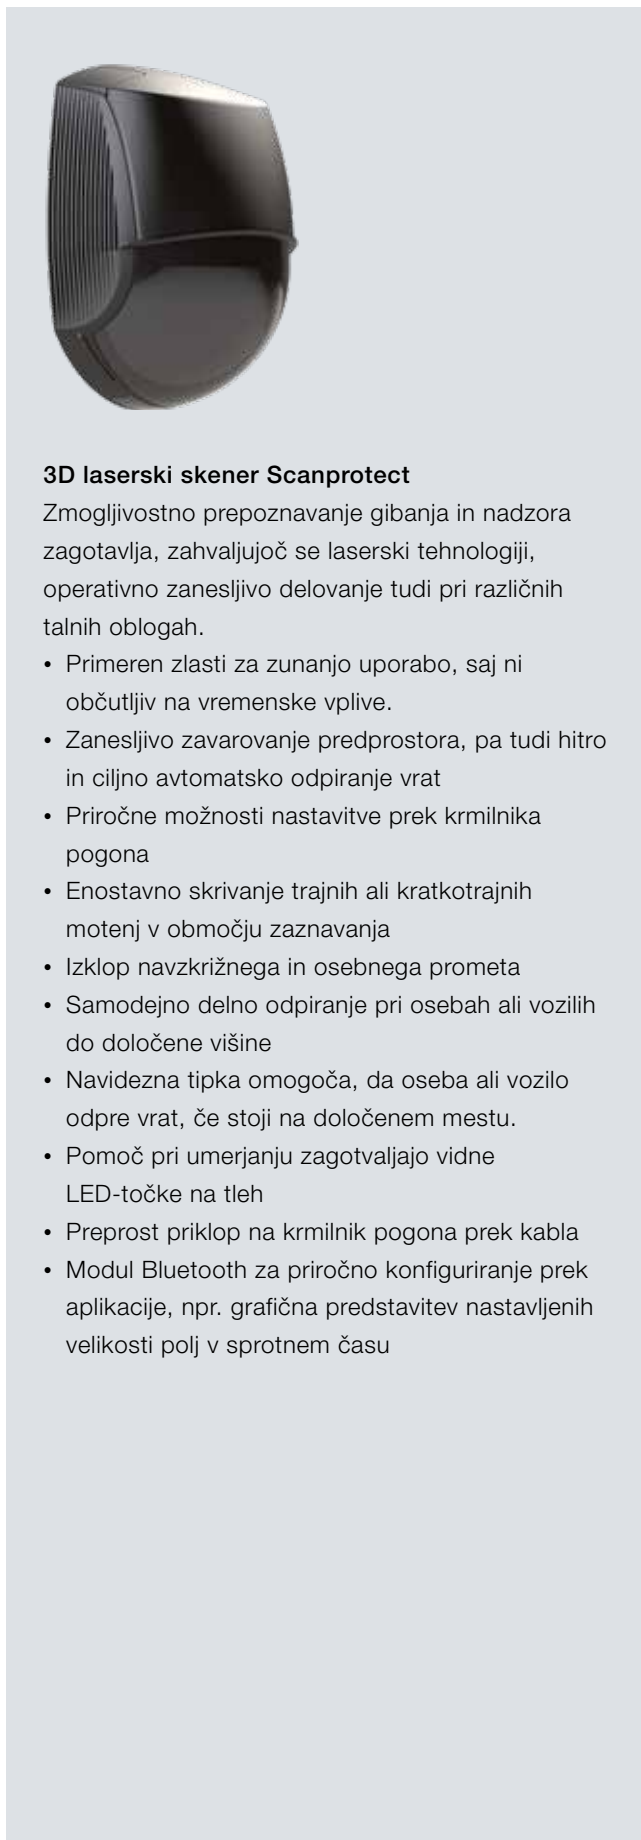 3D laserski skener Scanprotect
Zmogljivostno prepoznavanje gibanja in nadzora
zagotavlja, zahvaljujoč se laserski tehnologiji,
operativno zanesljivo delovanje tudi pri različnih
talnih oblogah.
• Primeren zlasti za zunanjo uporabo, saj ni
občutljiv na vremenske vplive.
• Zanesljivo zavarovanje predprostora, pa tudi hitro
in ciljno avtomatsko odpiranje vrat
• Priročne možnosti nastavitve prek krmilnika
pogona
• Enostavno skrivanje trajnih ali kratkotrajnih
motenj v območju zaznavanja
• Izklop navzkrižnega in osebnega prometa
• Samodejno delno odpiranje pri osebah ali vozilih
do določene višine
• Navidezna tipka omogoča, da oseba ali vozilo
odpre vrat, če stoji na določenem mestu.
• Pomoč pri umerjanju zagotvaljajo vidne
LED-točke na tleh
• Preprost priklop na krmilnik pogona prek kabla
• Modul Bluetooth za priročno konfiguriranje prek
aplikacije, npr. grafična predstavitev nastavljenih
velikosti polj v sprotnem času